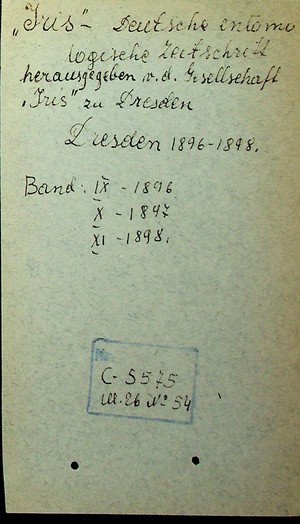 „Iris"- Deutsche entomo
logische Zeitschrift
herausgegeben v. d. Gesellschaft
„Iris" zu Dresden
Dresden 1896-1898.
Band: IX - 1896
X - 1897
XI - 1898.
№
C-5575
Ш. 26 № 54